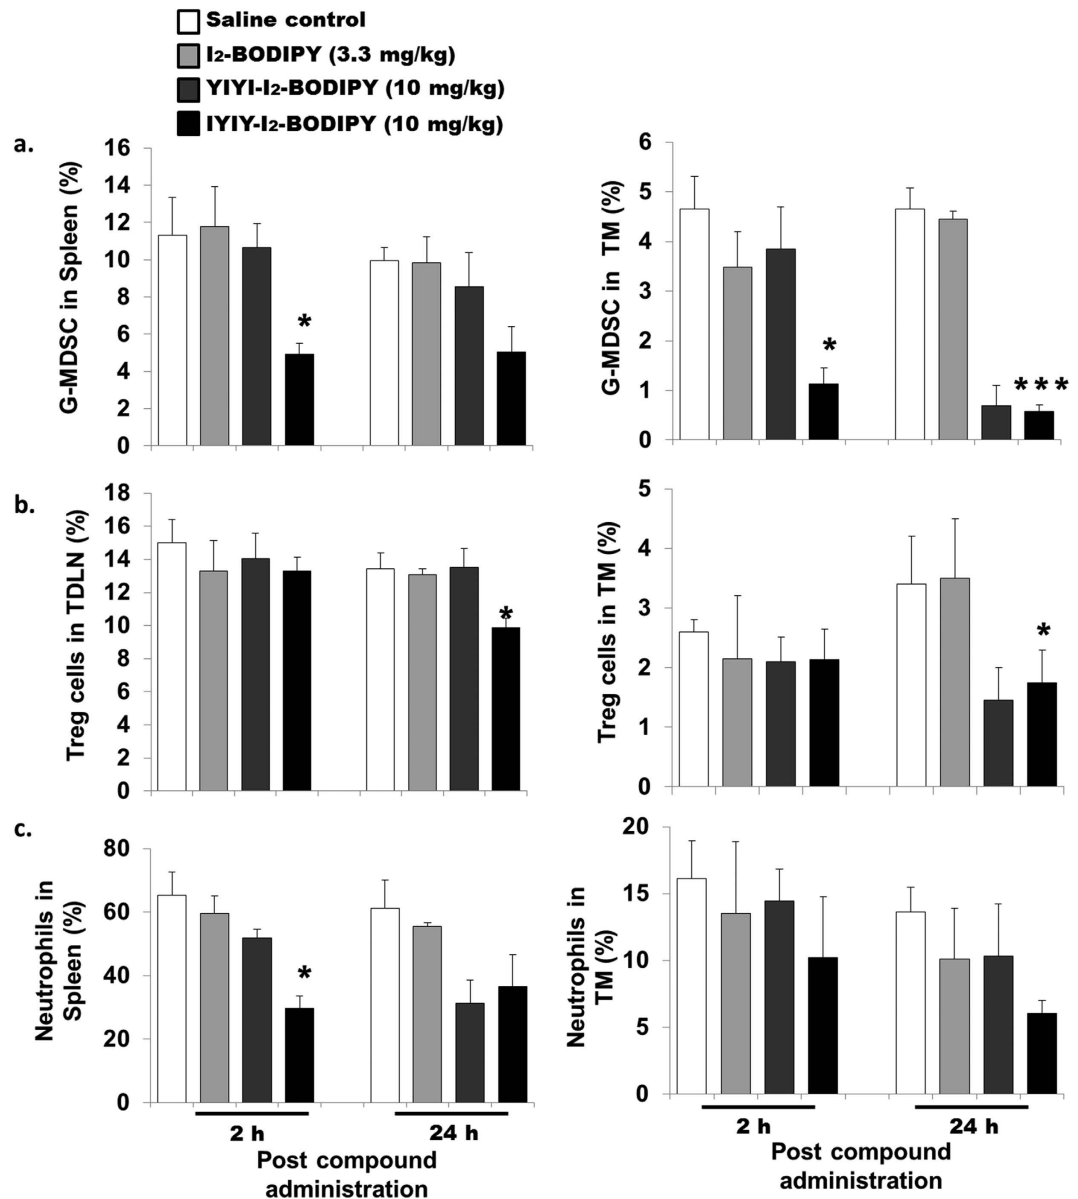 Saline control
I2-BODIPY (3.3 mg/kg)
YIYI-I2-BODIPY (10 mg/kg)
IYIY-I2-BODIPY (10 mg/kg)
a.
G-MDSC in Spleen (%)
16
14
12
10
8
6
4
2
0
*
G-MDSC in TM (%)
6
5
4
3
2
1
0
*
***
b.
Treg cells in TDLN (%)
18
16
14
12
10
8
6
4
2
0
*
Treg cells in TM (%)
5
4
3
2
1
0
*
c.
Neutrophils in
Spleen (%)
80
60
40
20
0
*
2 h
24 h
Post compound
administration
Neutrophils in
TM (%)
20
15
10
5
0
2 h
24 h
Post compound
administration